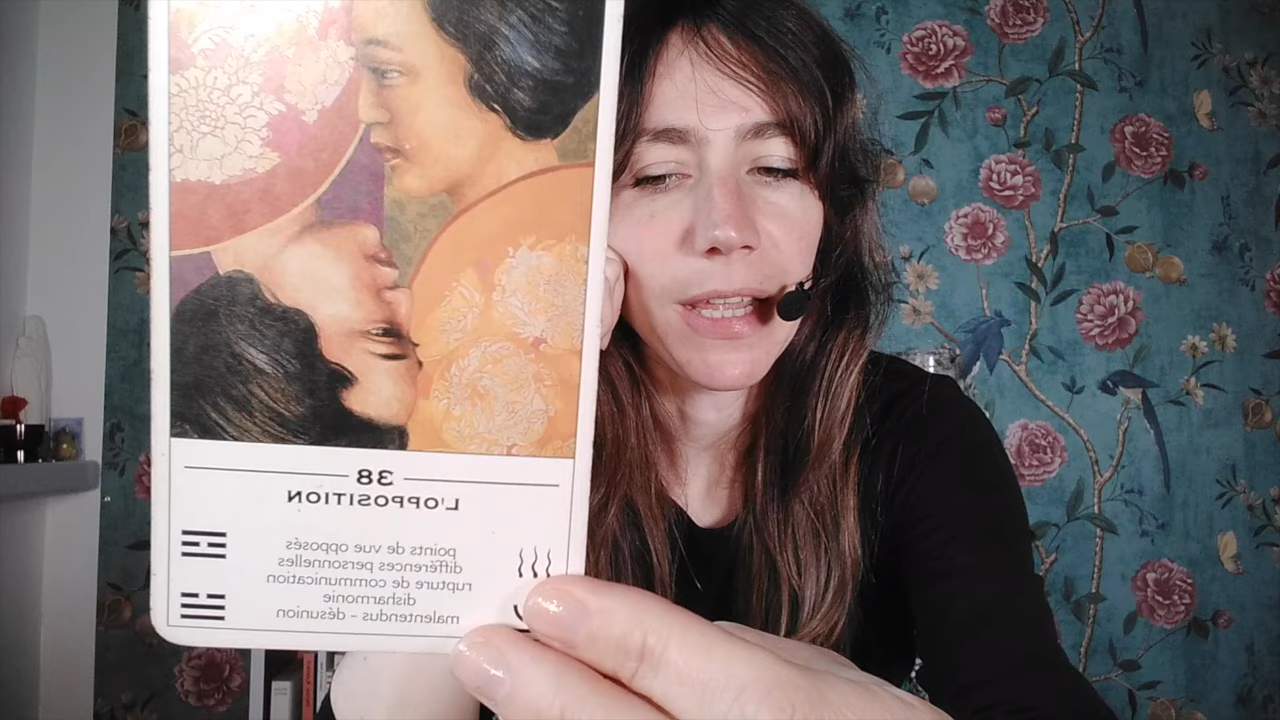 38
L'OPPOSITION
points de vue opposés
différences personnelles
rupture de communication
disharmonie
malentendus - désunion